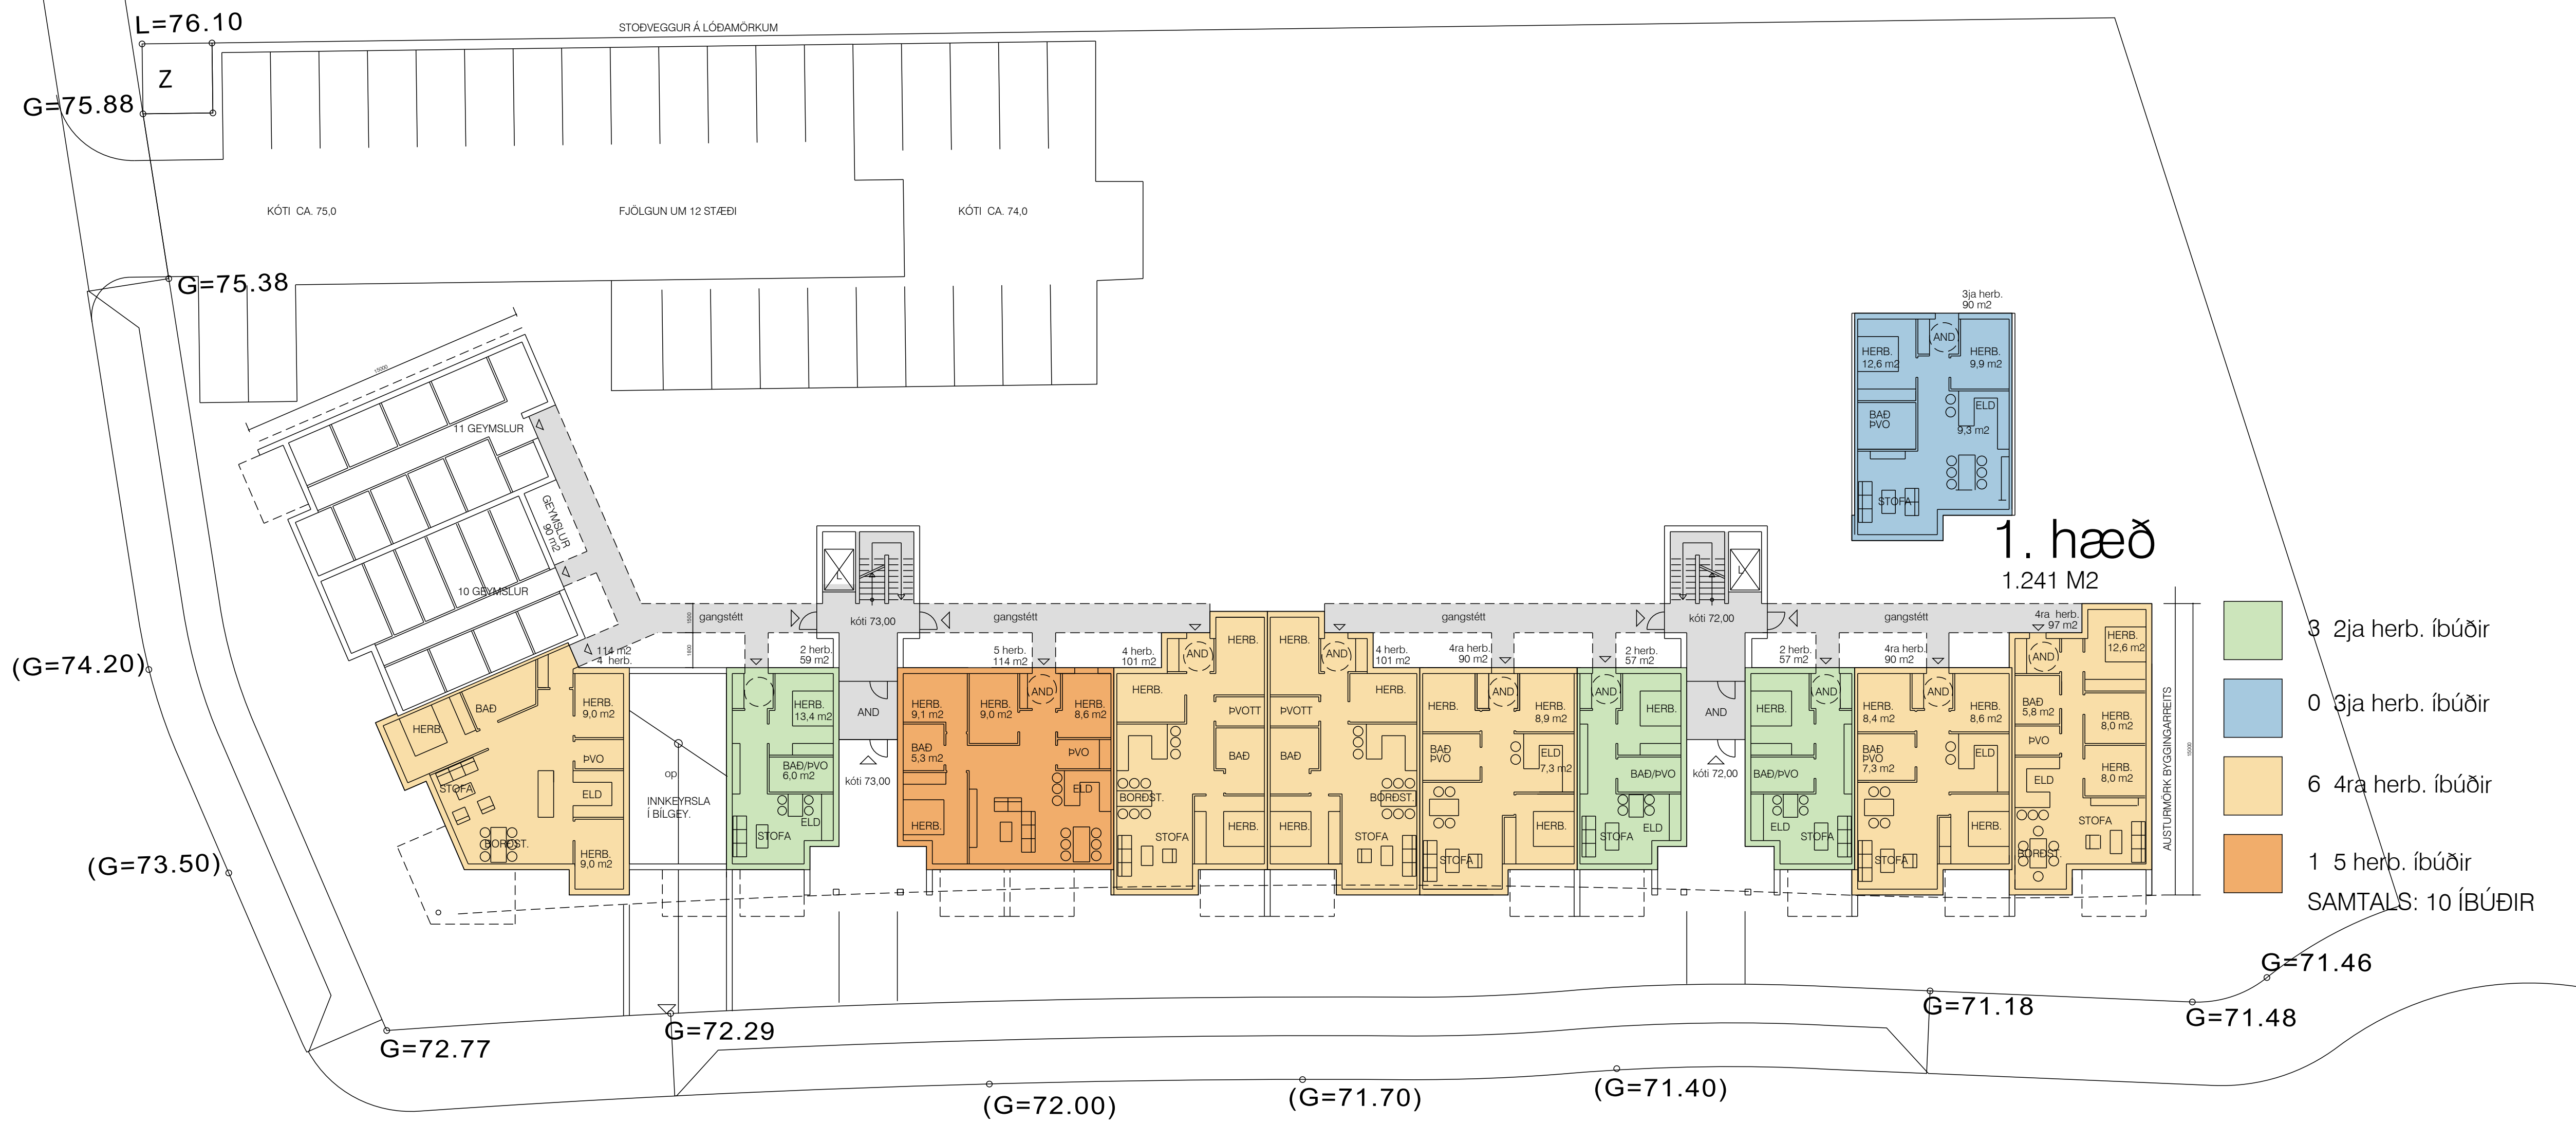 L=76.10
STOÐVEGGUR Á LÓÐAMÖRKUM
Z
G=75.88
KÓTI CA. 75,0
FJÖLGUN UM 12 STÆÐI
KÓTI CA. 74,0
G=75.38
15000
11 GEYMSLUR
GEYMSLUR
90 m2
10 GEYMSLUR
3ja herb.
90 m2
AND
HERB.
12,6 m2
HERB.
9,9 m2
BAÐ
ÞVO
ELD
9,3 m2
STOFA
1. hæð
1.241 M2
3 2ja herb. íbúðir
0 3ja herb. íbúðir
6 4ra herb. íbúðir
1 5 herb. íbúðir
SAMTALS: 10 ÍBÚÐIR
AUSTURMÖRK BYGGINGARREITS
15000
L
L
gangstétt
kóti 73,00
gangstétt
gangstétt
kóti 72,00
gangstétt
1500
1800
114 m2
4 herb.
2 herb.
59 m2
5 herb.
114 m2
4 herb.
101 m2
4 herb.
101 m2
4ra herb.
90 m2
2 herb.
57 m2
2 herb.
57 m2
4ra herb.
90 m2
4ra herb.
97 m2
HERB.
BAÐ
HERB.
9,0 m2
ÞVO
ELD
STOFA
BORÐST.
HERB.
9,0 m2
op
INNKEYRSLA
Í BÍLGEY.
HERB.
13,4 m2
BAÐ/ÞVO
6,0 m2
ELD
STOFA
AND
kóti 73,00
HERB.
9,1 m2
HERB.
9,0 m2
AND
HERB.
8,6 m2
BAÐ
5,3 m2
ÞVO
ELD
HERB.
AND
HERB.
HERB.
ÞVOTT
BAÐ
BORÐST.
STOFA
HERB.
HERB.
AND
HERB.
ÞVOTT
BAÐ
BORÐST.
STOFA
HERB.
HERB.
AND
HERB.
8,9 m2
BAÐ
ÞVO
ELD
7,3 m2
HERB.
STOFA
AND
HERB.
BAÐ/ÞVO
ELD
STOFA
AND
kóti 72,00
HERB.
AND
BAÐ/ÞVO
ELD
STOFA
HERB.
8,4 m2
AND
HERB.
8,6 m2
BAÐ
ÞVO
7,3 m2
ELD
HERB.
STOFA
AND
HERB.
12,6 m2
BAÐ
5,8 m2
HERB.
8,0 m2
ÞVO
HERB.
8,0 m2
ELD
STOFA
BORÐST.
(G=74.20)
(G=73.50)
G=72.77
G=72.29
(G=72.00)
(G=71.70)
(G=71.40)
G=71.18
G=71.48
G=71.46